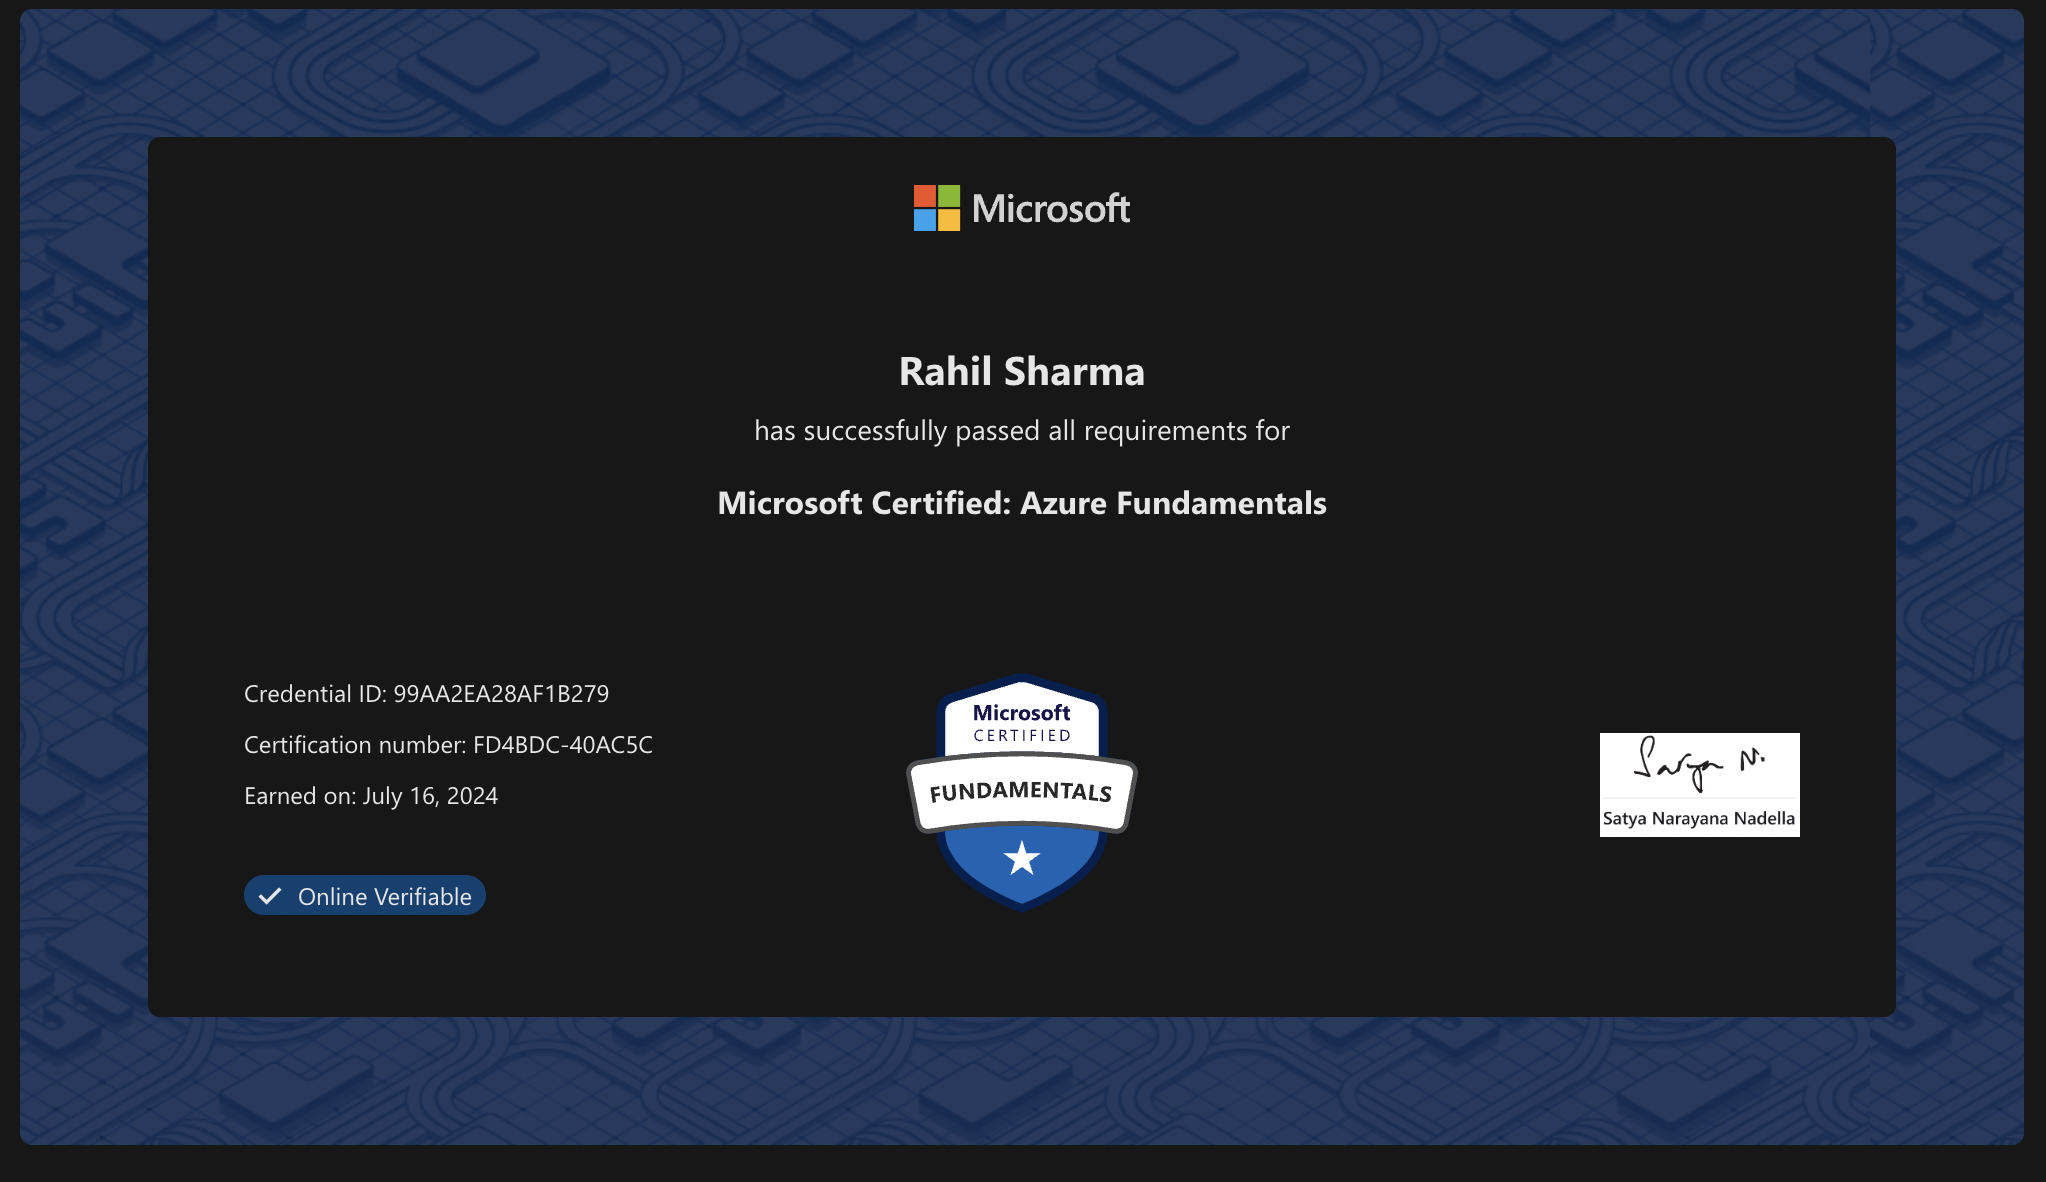 Microsoft
Rahil Sharma
has successfully passed all requirements for
Microsoft Certified: Azure Fundamentals
Credential ID: 99AA2EA28AF1B279
Certification number: FD4BDC-40AC5C
Earned on: July 16, 2024
Online Verifiable
Microsoft
CERTIFIED
FUNDAMENTALS
Satya N.
Satya Narayana Nadella